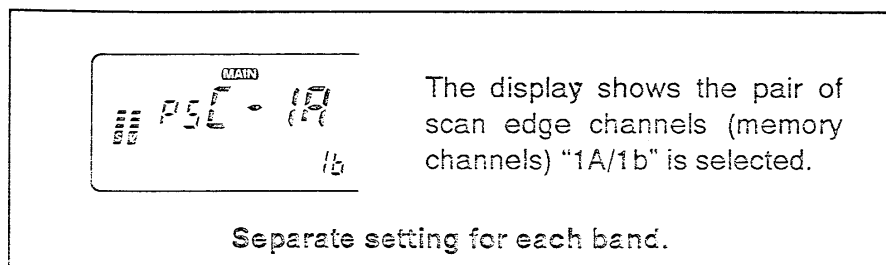 MAIN
PSC - 1A
1b
The display shows the pair of
scan edge channels (memory
channels) “1A/1b” is selected.
Separate setting for each band.